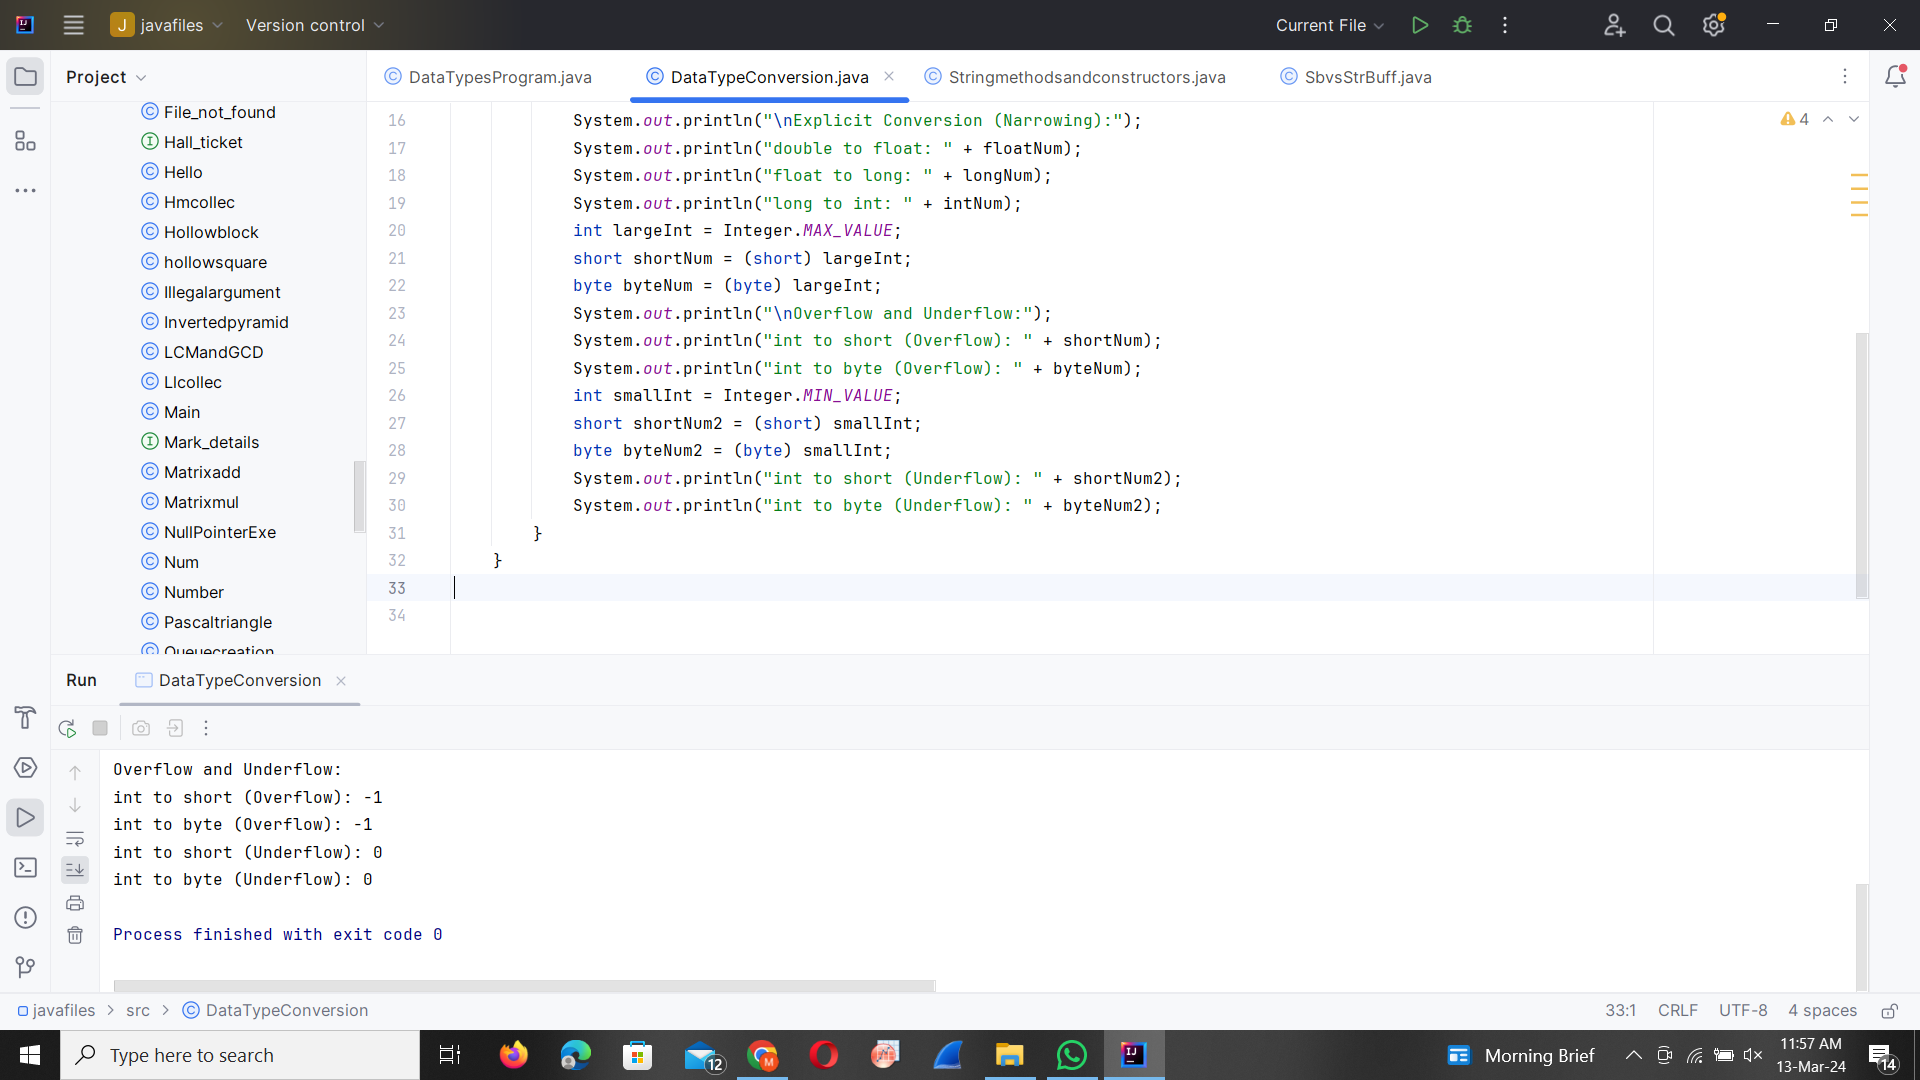 J javafiles Version control Current File
Project
DataTypesProgram.java DataTypeConversion.java Stringmethodsandconstructors.java SbvsStrBuff.java
File_not_found
Hall_ticket
Hello
Hmcollec
Hollowblock
hollowsquare
Illegalargument
Invertedpyramid
LCMandGCD
Llcollec
Main
Mark_details
Matrixadd
Matrixmul
NullPointerExe
Num
Number
Pascaltriangle
Queuecreation
4
16 System.out.println("\nExplicit Conversion (Narrowing):");
17 System.out.println("double to float: " + floatNum);
18 System.out.println("float to long: " + longNum);
19 System.out.println("long to int: " + intNum);
20 int largeInt = Integer.MAX_VALUE;
21 short shortNum = (short) largeInt;
22 byte byteNum = (byte) largeInt;
23 System.out.println("\nOverflow and Underflow:");
24 System.out.println("int to short (Overflow): " + shortNum);
25 System.out.println("int to byte (Overflow): " + byteNum);
26 int smallInt = Integer.MIN_VALUE;
27 short shortNum2 = (short) smallInt;
28 byte byteNum2 = (byte) smallInt;
29 System.out.println("int to short (Underflow): " + shortNum2);
30 System.out.println("int to byte (Underflow): " + byteNum2);
31 }
32 }
33
34
Run DataTypeConversion
Overflow and Underflow:
int to short (Overflow): -1
int to byte (Overflow): -1
int to short (Underflow): 0
int to byte (Underflow): 0
Process finished with exit code 0
javafiles > src > DataTypeConversion 33:1 CRLF UTF-8 4 spaces
Type here to search 12 M Morning Brief 11:57 AM
13-Mar-24 14